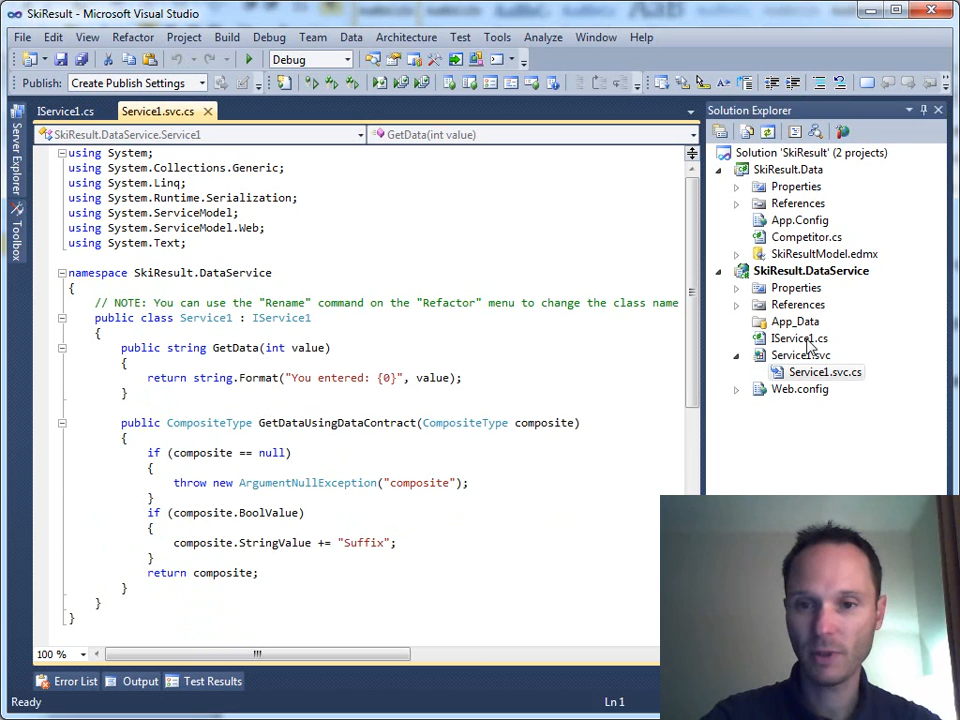 SkiResult - Microsoft Visual Studio
File Edit View Refactor Project Build Debug Team Data Architecture Test Tools Analyze Window Help
Debug
Publish: Create Publish Settings
IService1.cs Service1.svc.cs
SkiResult.DataService.Service1 GetData(int value)
Server Explorer
Toolbox
using System;
using System.Collections.Generic;
using System.Linq;
using System.Runtime.Serialization;
using System.ServiceModel;
using System.ServiceModel.Web;
using System.Text;
namespace SkiResult.DataService
{
// NOTE: You can use the "Rename" command on the "Refactor" menu to change the class name
public class Service1 : IService1
{
public string GetData(int value)
{
return string.Format("You entered: {0}", value);
}
public CompositeType GetDataUsingDataContract(CompositeType composite)
{
if (composite == null)
{
throw new ArgumentNullException("composite");
}
if (composite.BoolValue)
{
composite.StringValue += "Suffix";
}
return composite;
}
}
}
100 %
Error List Output Test Results
Ready Ln 1
Solution Explorer
Solution 'SkiResult' (2 projects)
SkiResult.Data
Properties
References
App.Config
Competitor.cs
SkiResultModel.edmx
SkiResult.DataService
Properties
References
App_Data
IService1.cs
Service1.svc
Service1.svc.cs
Web.config